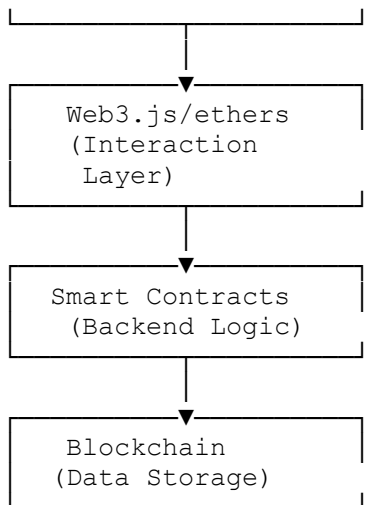 Web3.js/ethers
(Interaction
Layer)
Smart Contracts
(Backend Logic)
Blockchain
(Data Storage)